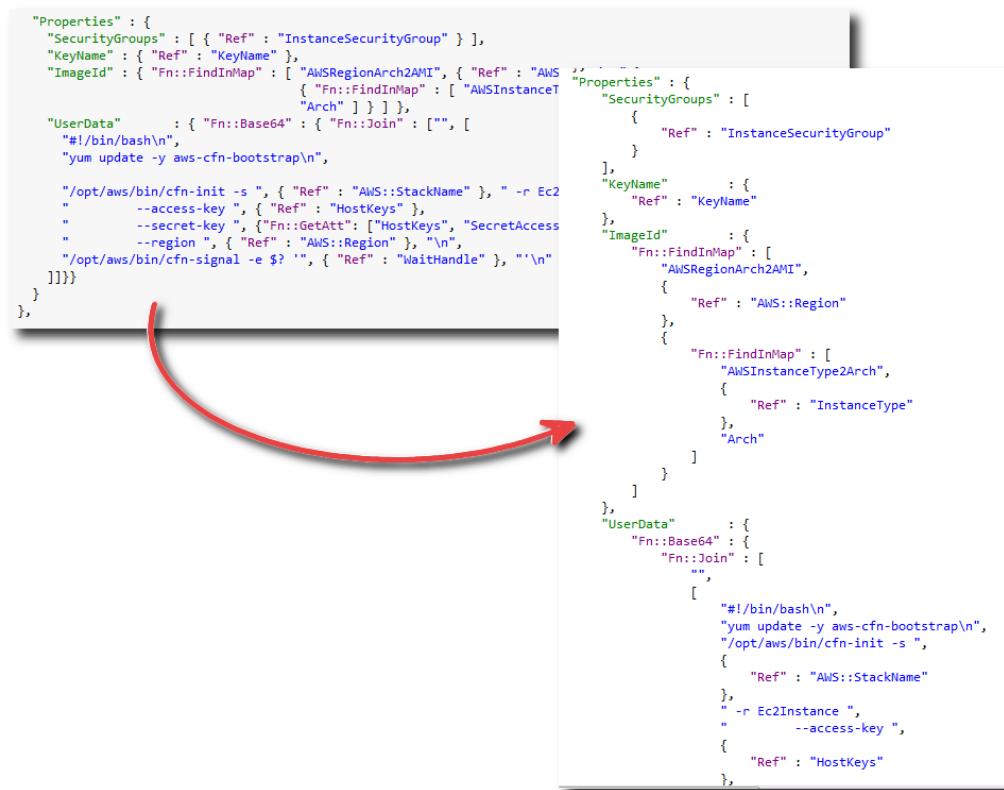 "Properties" : {
"SecurityGroups" : [ { "Ref" : "InstanceSecurityGroup" } ],
"KeyName" : { "Ref" : "KeyName" },
"ImageId" : { "Fn::FindInMap" : [ "AWSRegionArch2AMI", { "Ref" : "AWS
{ "Fn::FindInMap" : [ "AWSInstanceT
"Arch" ] } ] },
"UserData" : { "Fn::Base64" : { "Fn::Join" : ["", [
"#!/bin/bash\n",
"yum update -y aws-cfn-bootstrap\n",
"/opt/aws/bin/cfn-init -s ", { "Ref" : "AWS::StackName" }, " -r Ec2
" --access-key ", { "Ref" : "HostKeys" },
" --secret-key ", {"Fn::GetAtt": ["HostKeys", "SecretAccess
" --region ", { "Ref" : "AWS::Region" }, "\n",
"/opt/aws/bin/cfn-signal -e $? '", { "Ref" : "WaitHandle" }, "'\n"
]]}}
}
},
"Properties" : {
"SecurityGroups" : [
{
"Ref" : "InstanceSecurityGroup"
}
],
"KeyName" : {
"Ref" : "KeyName"
},
"ImageId" : {
"Fn::FindInMap" : [
"AWSRegionArch2AMI",
{
"Ref" : "AWS::Region"
},
{
"Fn::FindInMap" : [
"AWSInstanceType2Arch",
{
"Ref" : "InstanceType"
},
"Arch"
]
}
]
},
"UserData" : {
"Fn::Base64" : {
"Fn::Join" : [
"",
[
"#!/bin/bash\n",
"yum update -y aws-cfn-bootstrap\n",
"/opt/aws/bin/cfn-init -s ",
{
"Ref" : "AWS::StackName"
},
" -r Ec2Instance ",
" --access-key ",
{
"Ref" : "HostKeys"
},